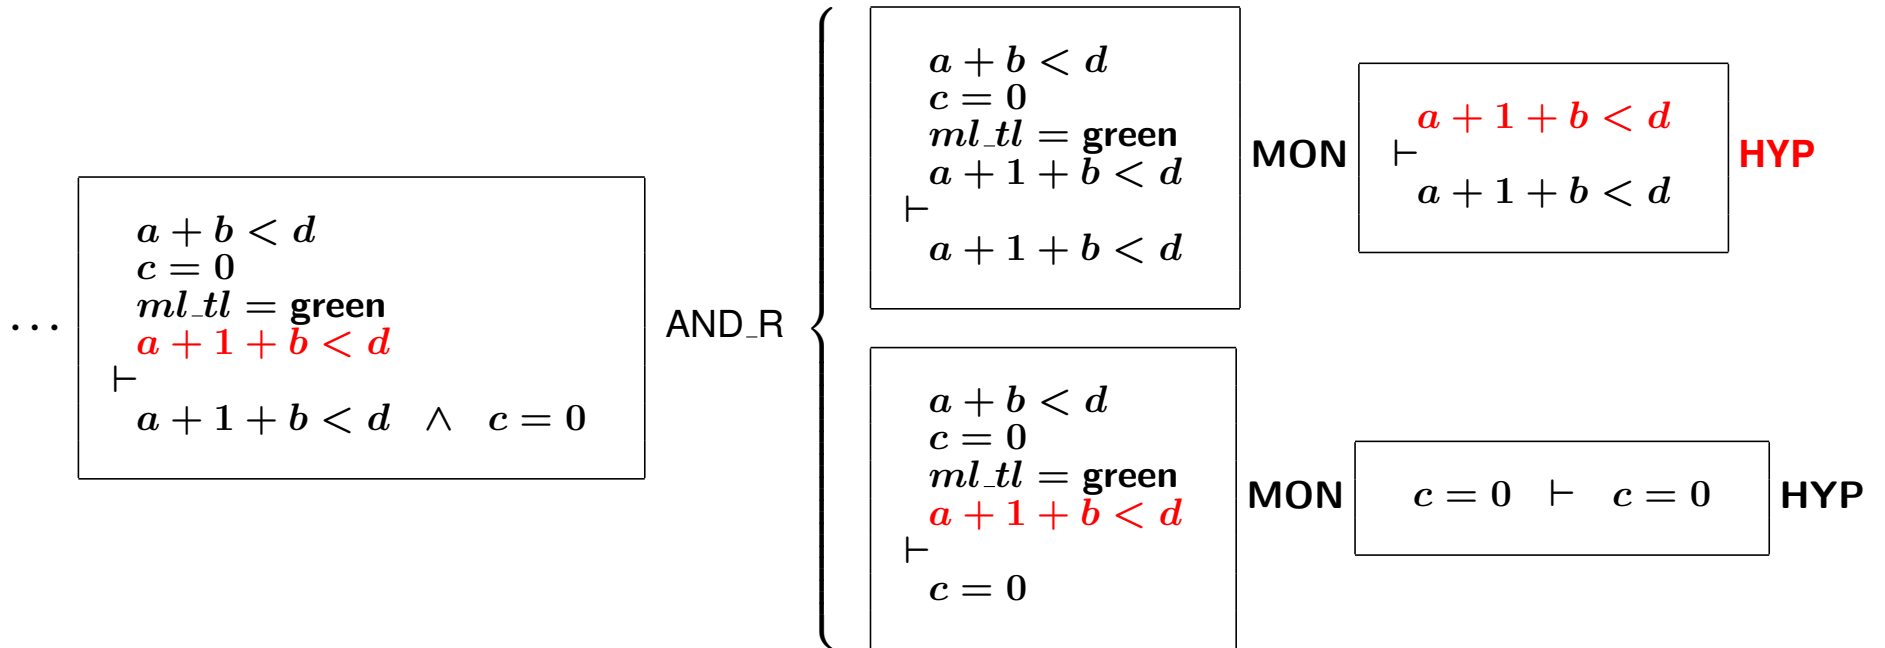 ···
a + b < d
c = 0
ml_tl = green
a + 1 + b < d
⊢
a + 1 + b < d ∧ c = 0
AND_R
a + b < d
c = 0
ml_tl = green
a + 1 + b < d
⊢
a + 1 + b < d
MON
a + 1 + b < d
⊢
a + 1 + b < d
HYP
a + b < d
c = 0
ml_tl = green
a + 1 + b < d
⊢
c = 0
MON
c = 0 ⊢ c = 0
HYP